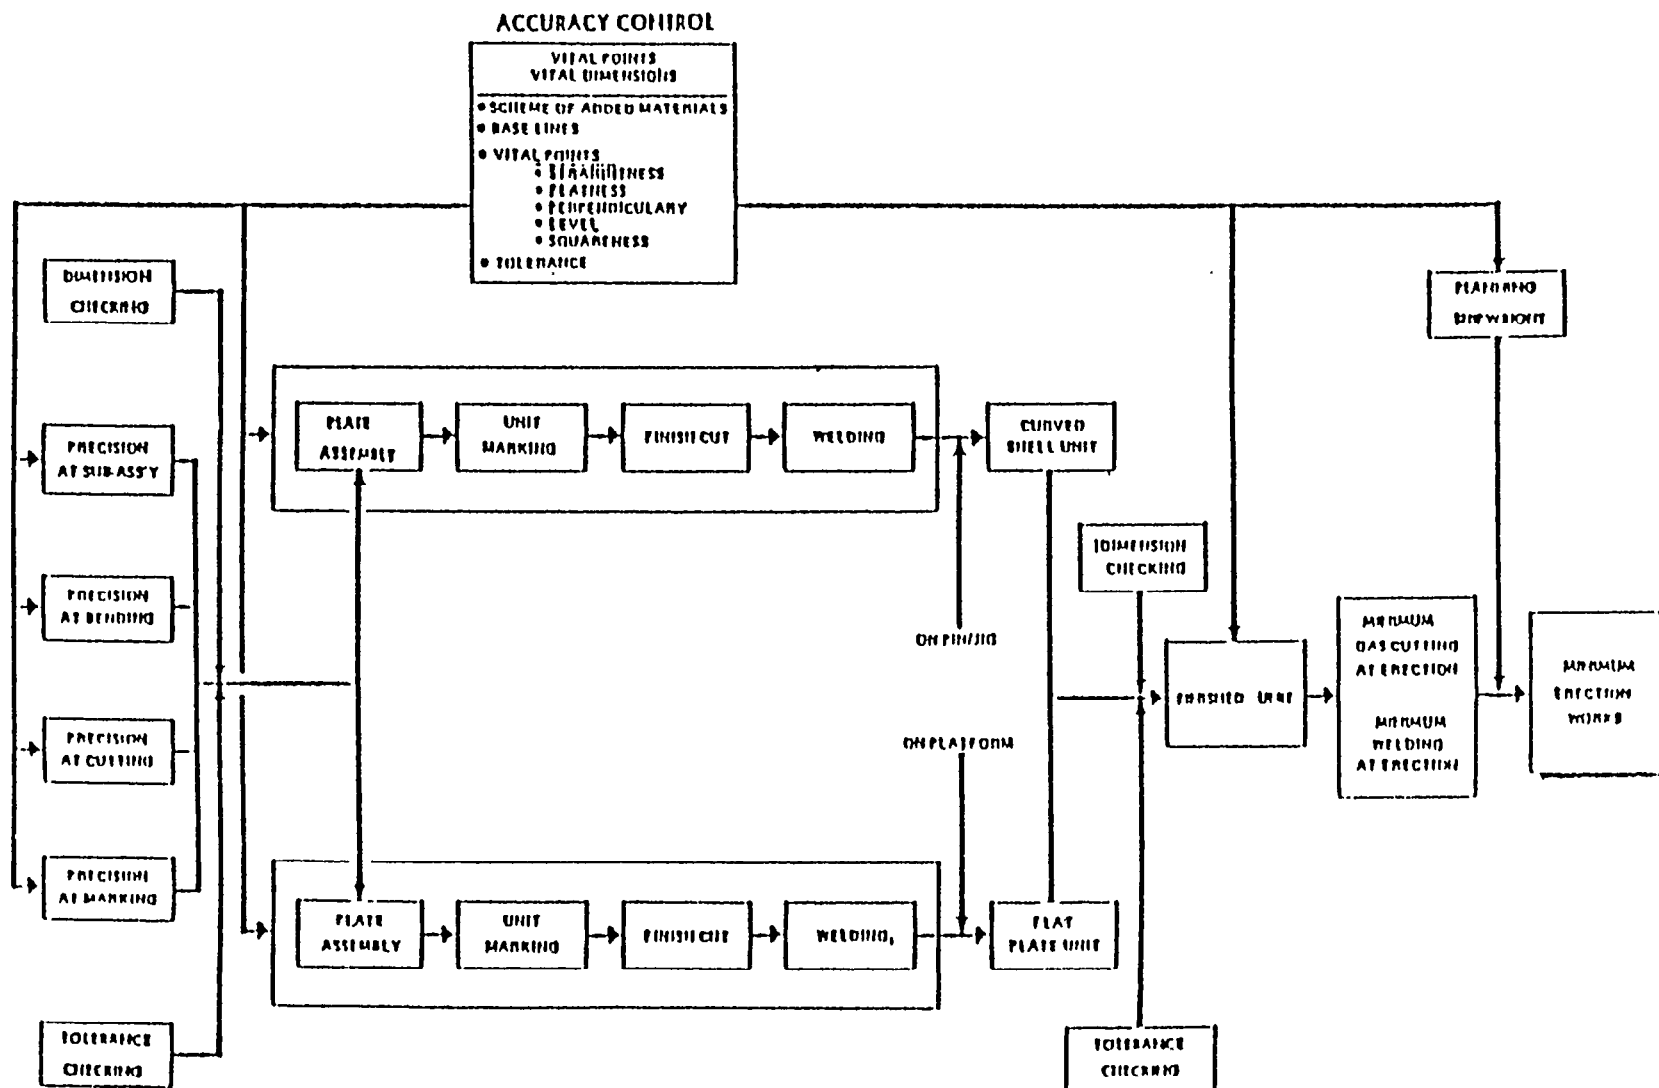 ACCURACY CONTROL
VITAL POINTS
VITAL DIMENSIONS
• SCHEME OF ADDED MATERIALS
• BASE LINES
• VITAL POINTS
• STRAIGHTNESS
• FLATNESS
• PERPENDICULARY
• LEVEL
• SQUARENESS
• TOLERANCE
DIMENSION
CHECKING
PRECISION
AT SUB-ASS'Y
PRECISION
AT BENDING
PRECISION
AT CUTTING
PRECISION
AT MARKING
TOLERANCE
CHECKING
PLATE
ASSEMBLY
UNIT
MARKING
FINISH CUT
WELDING
CURVED
SHELL UNIT
ON PIN JIG
ON PLATFORM
PLATE
ASSEMBLY
UNIT
MARKING
FINISH CUT
WELDING
FLAT
PLATE UNIT
DIMENSION
CHECKING
TOLERANCE
CHECKING
FINISHED UNIT
PLANNING
SHIPWRIGHT
MINIMUM
GAS CUTTING
AT ERECTION
MINIMUM
WELDING
AT ERECTION
MINIMUM
ERECTION
WORKS